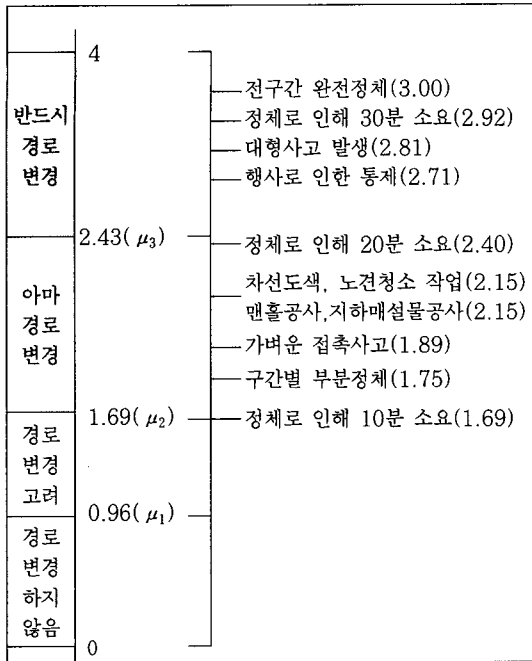 4
전구간 완전정체(3.00)
반드시
경로
변경
정체로 인해 30분 소요(2.92)
대형사고 발생(2.81)
행사로 인한 통제(2.71)
2.43( μ₃)
정체로 인해 20분 소요(2.40)
아마
경로
변경
차선도색, 노견청소 작업(2.15)
맨홀공사,지하매설물공사(2.15)
가벼운 접촉사고(1.89)
구간별 부분정체(1.75)
1.69( μ₂)
정체로 인해 10분 소요(1.69)
경로
변경
고려
0.96( μ₁)
경로
변경
하지
않음
0